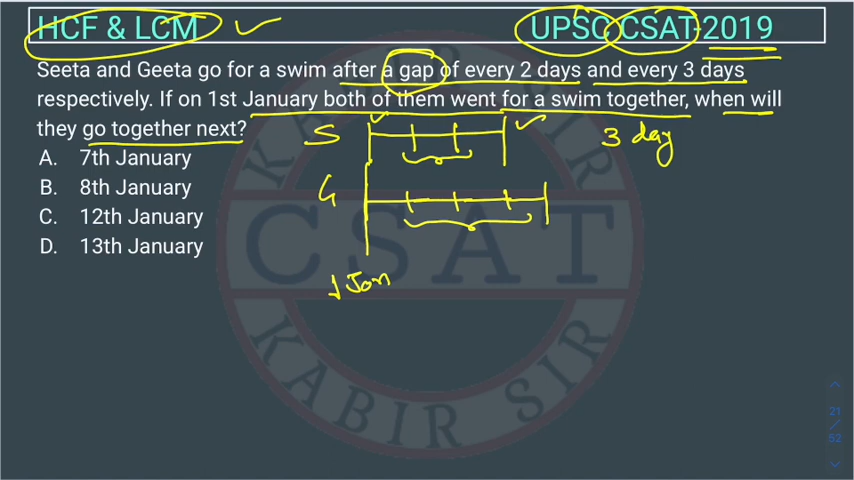 HCF & LCM
UPSC CSAT-2019
Seeta and Geeta go for a swim after a gap of every 2 days and every 3 days
respectively. If on 1st January both of them went for a swim together, when will
they go together next?
S
3 day
A. 7th January
B. 8th January
G
C. 12th January
D. 13th January
1 Jan
KABIR SIR
CSAT
KABIR SIR
21
/
52